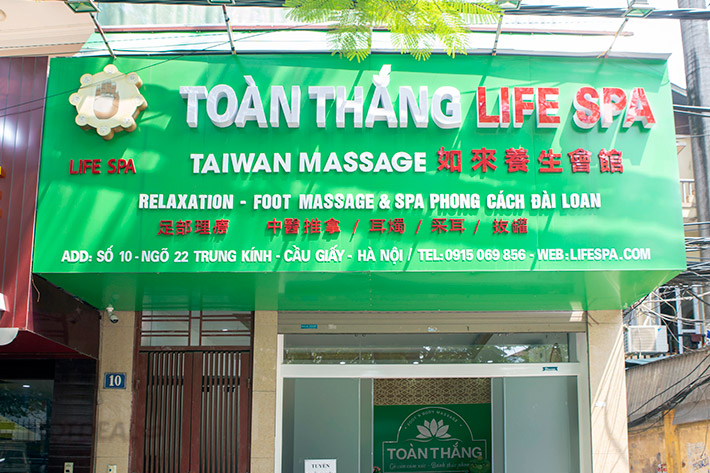 TOÀN THẮNG LIFE SPA
LIFE SPA
TAIWAN MASSAGE 如來養生會館
RELAXATION - FOOT MASSAGE & SPA PHONG CÁCH ĐÀI LOAN
足部理療 中醫推拿 / 耳燭 / 采耳 / 拔罐
ADD: SỐ 10 - NGÕ 22 TRUNG KÍNH - CẦU GIẤY - HÀ NỘI / TEL: 0915 069 856 - WEB: LIFESPA.COM
10
TOÀN THẮNG
TUYỂN